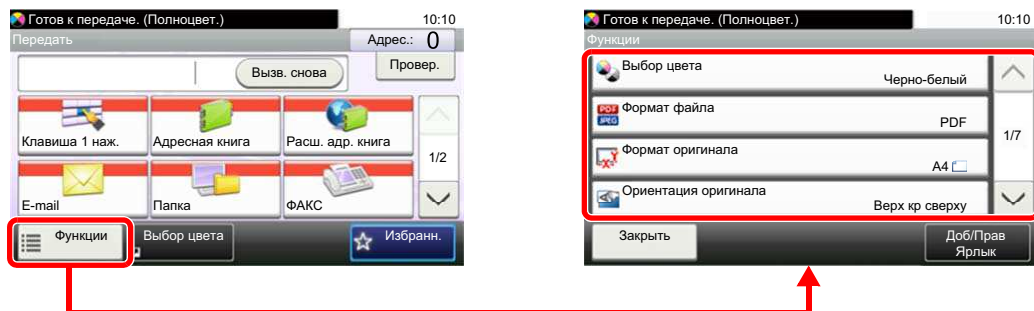 Готов к передаче. (Полноцвет.)
10:10
Передать
Адрес.: 0
Вызв. снова
Провер.
Клавиша 1 наж.
Адресная книга
Расш. адр. книга
1/2
E-mail
Папка
ФАКС
Функции
Выбор цвета
Избранн.
Готов к передаче. (Полноцвет.)
10:10
Функции
Выбор цвета
Черно-белый
PDF
JPEG
Формат файла
PDF
1/7
Формат оригинала
A4
Ориентация оригинала
Верх кр сверху
Закрыть
Доб/Прав
Ярлык